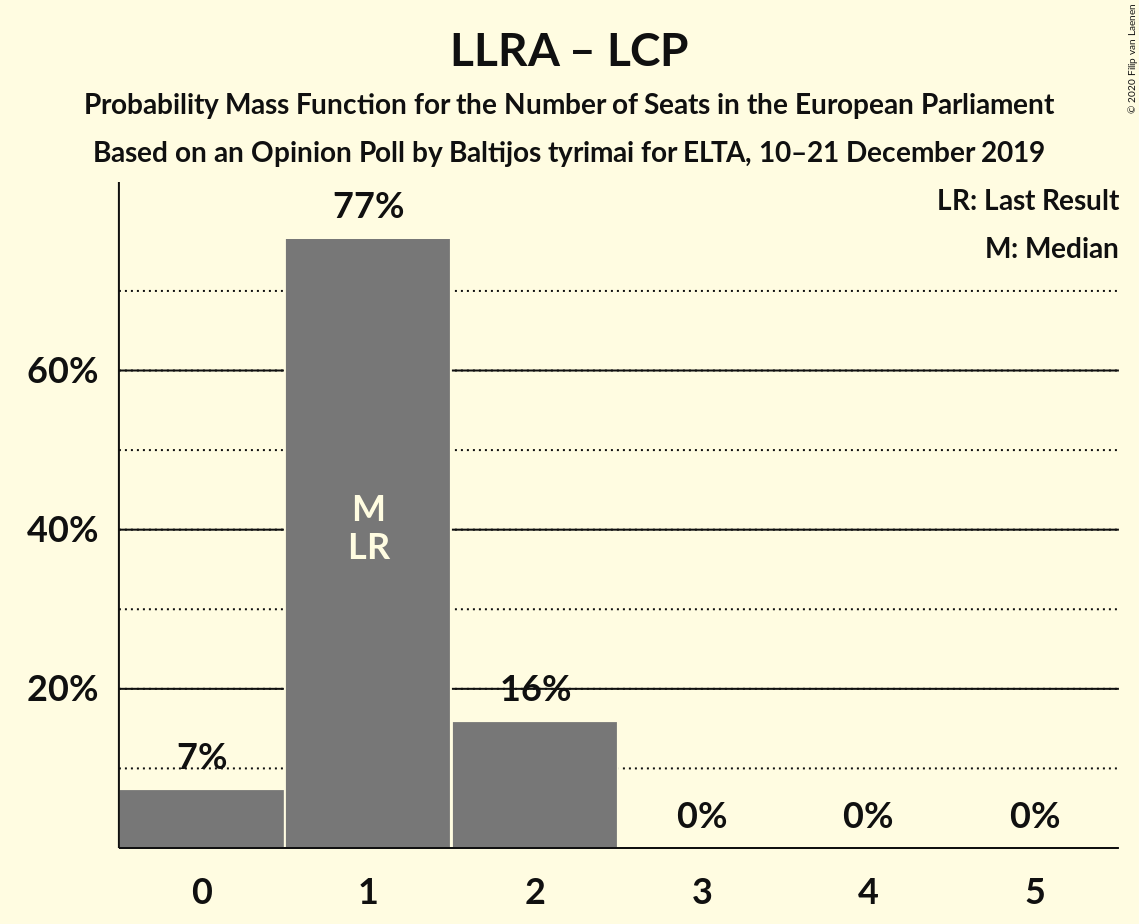 LLRA – LCP
Probability Mass Function for the Number of Seats in the European Parliament
Based on an Opinion Poll by Baltijos tyrimai for ELTA, 10–21 December 2019
© 2020 Filip van Laenen
LR: Last Result
M: Median
77%
60%
M
40%
LR
20%
16%
7%
0%
0%
0%
0
1
2
3
4
5